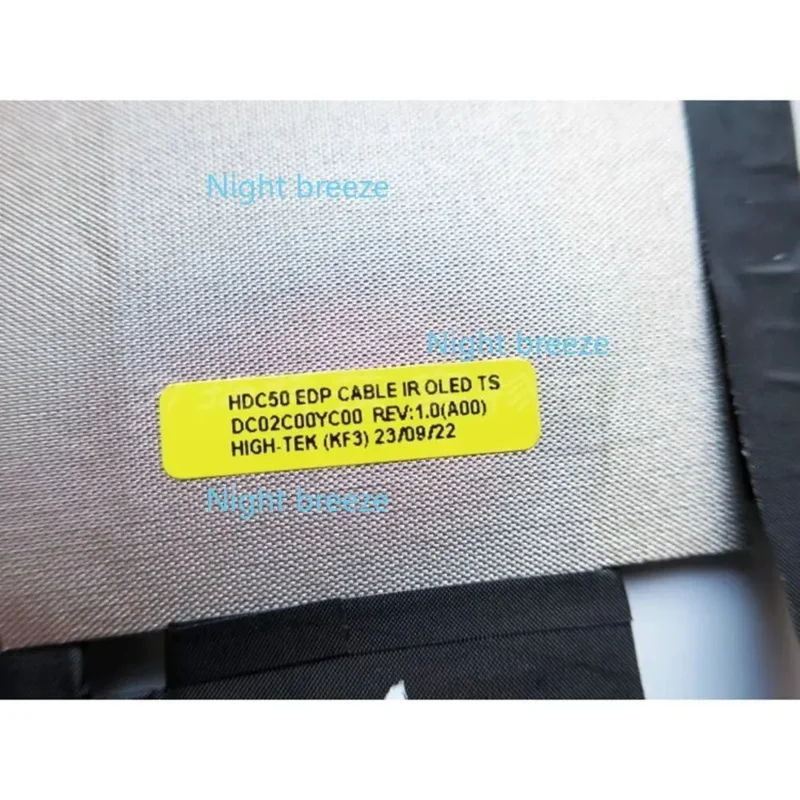 Night breeze
Night breeze
HDC50 EDP CABLE IR OLED TS
DC02C00YC00 REV:1.0(A00)
HIGH-TEK (KF3) 23/09/22
Night breeze